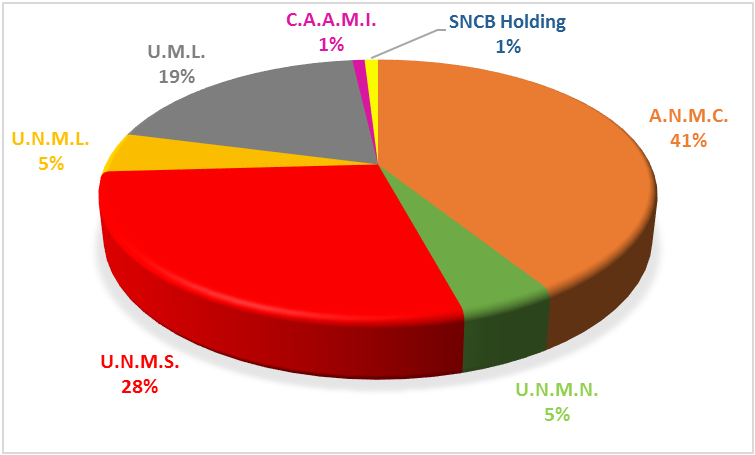 C.A.A.M.I.
1%
SNCB Holding
1%
U.M.L.
19%
A.N.M.C.
41%
U.N.M.L.
5%
U.N.M.S.
28%
U.N.M.N.
5%